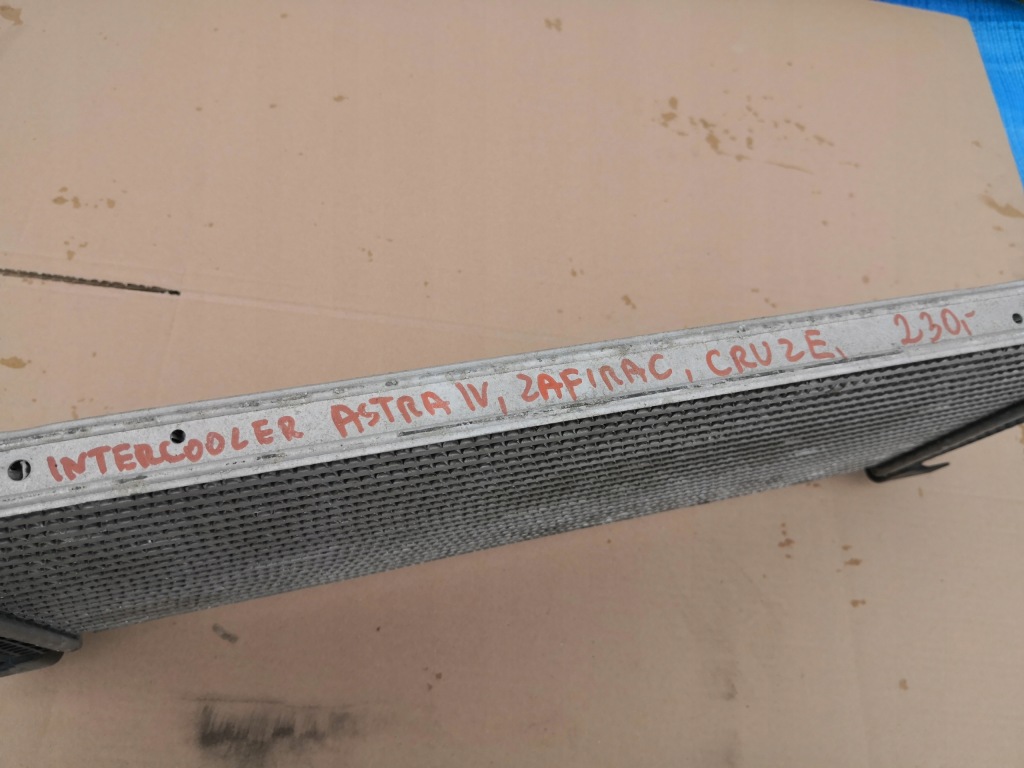 INTERCOOLER ASTRA IV, ZAFIRA C, CRUZE, 230,-